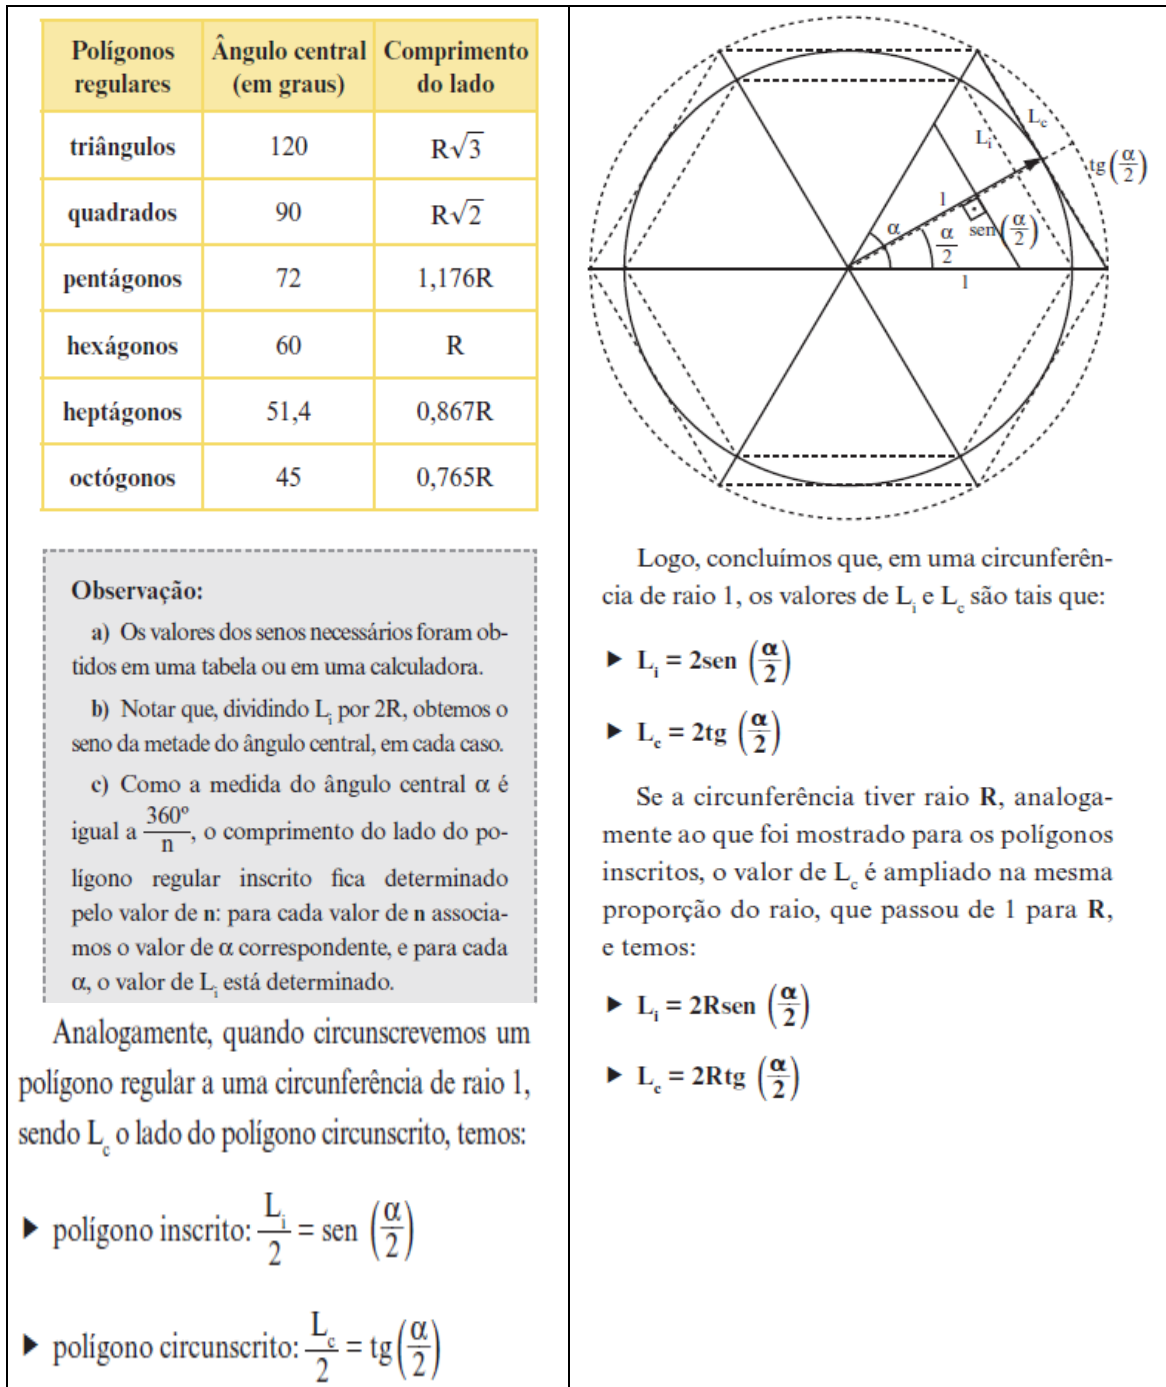 Polígonos regulares | Ângulo central (em graus) | Comprimento do lado
triângulos | 120 | R√3
quadrados | 90 | R√2
pentágonos | 72 | 1,176R
hexágonos | 60 | R
heptágonos | 51,4 | 0,867R
octógonos | 45 | 0,765R
Observação:
a) Os valores dos senos necessários foram ob-
tidos em uma tabela ou em uma calculadora.
b) Notar que, dividindo Lᵢ por 2R, obtemos o
seno da metade do ângulo central, em cada caso.
c) Como a medida do ângulo central α é
igual a 360º/n, o comprimento do lado do po-
lígono regular inscrito fica determinado
pelo valor de n: para cada valor de n associa-
mos o valor de α correspondente, e para cada
α, o valor de Lᵢ está determinado.
Analogamente, quando circunscrevemos um
polígono regular a uma circunferência de raio 1,
sendo L_c o lado do polígono circunscrito, temos:
▶ polígono inscrito: Lᵢ/2 = sen (α/2)
▶ polígono circunscrito: L_c/2 = tg (α/2)
L_c
Lᵢ
tg (α/2)
1
α
α/2
sen (α/2)
1
Logo, concluímos que, em uma circunferên-
cia de raio 1, os valores de Lᵢ e L_c são tais que:
▶ Lᵢ = 2sen (α/2)
▶ L_c = 2tg (α/2)
Se a circunferência tiver raio R, analoga-
mente ao que foi mostrado para os polígonos
inscritos, o valor de L_c é ampliado na mesma
proporção do raio, que passou de 1 para R,
e temos:
▶ Lᵢ = 2Rsen (α/2)
▶ L_c = 2Rtg (α/2)